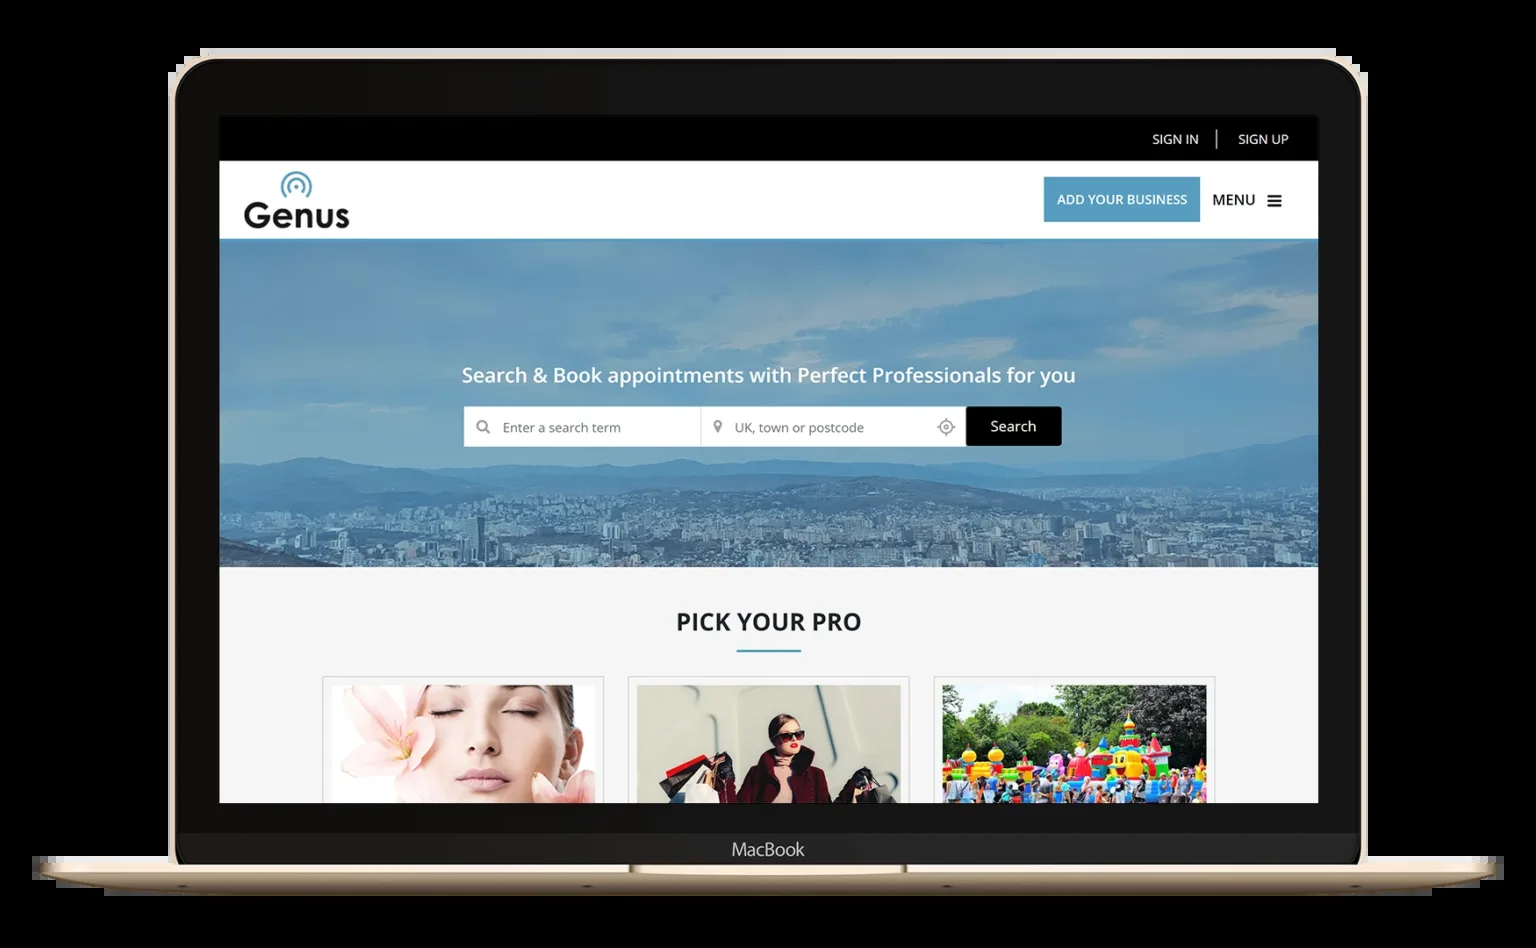 SIGN IN | SIGN UP
Genus
ADD YOUR BUSINESS
MENU
Search & Book appointments with Perfect Professionals for you
Enter a search term
UK, town or postcode
Search
PICK YOUR PRO
MacBook